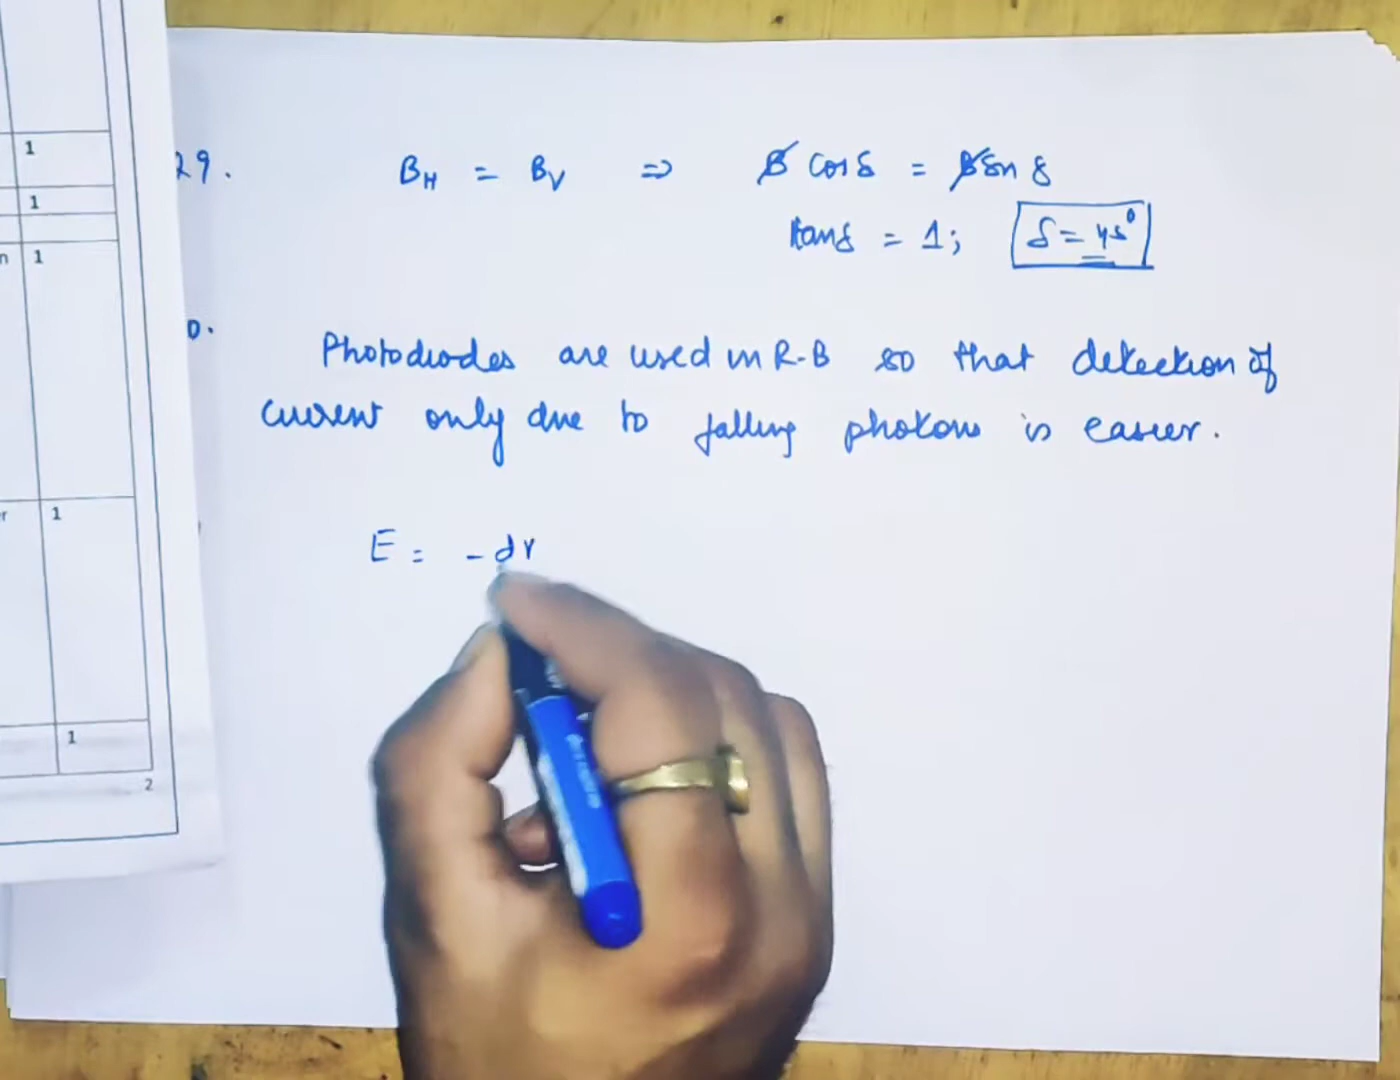 1
1
n 1
r 1
1
2
29. B_H = B_V ⇒ B cos δ = B sin δ
tan δ = 1; δ = 45°
0. Photodiodes are used in R-B so that detection of
current only due to falling photons is easier.
E = - dV